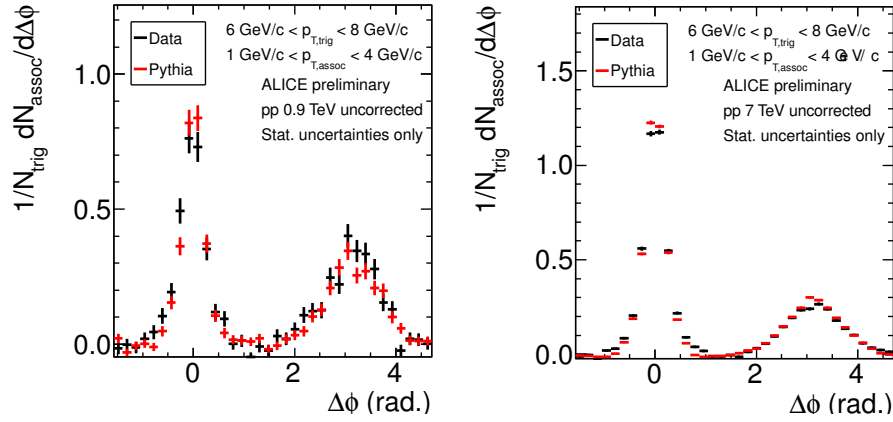 Data
Pythia
6 GeV/c < p_T,trig < 8 GeV/c
1 GeV/c < p_T,assoc < 4 GeV/c
ALICE preliminary
pp 0.9 TeV uncorrected
Stat. uncertainties only
1/N_trig dN_assoc/dΔϕ
1.0
0.5
0.0
0
2
4
Δϕ (rad.)
Data
Pythia
6 GeV/c < p_T,trig < 8 GeV/c
1 GeV/c < p_T,assoc < 4 GeV/c
ALICE preliminary
pp 7 TeV uncorrected
Stat. uncertainties only
1/N_trig dN_assoc/dΔϕ
1.5
1.0
0.5
0.0
0
2
4
Δϕ (rad.)